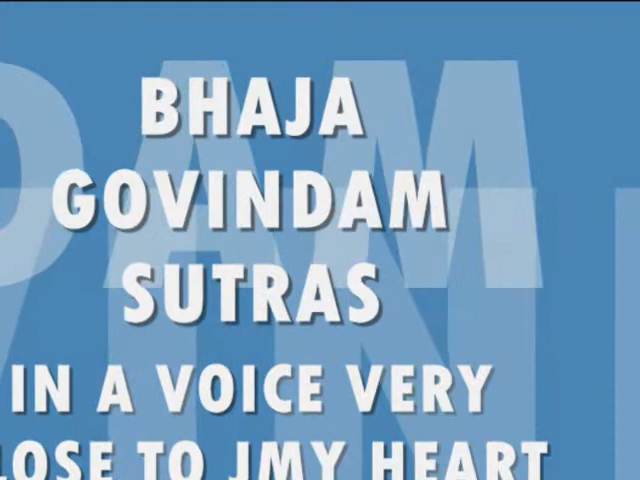 BHAJA
GOVINDAM
SUTRAS
IN A VOICE VERY
LOSE TO JMY HEART